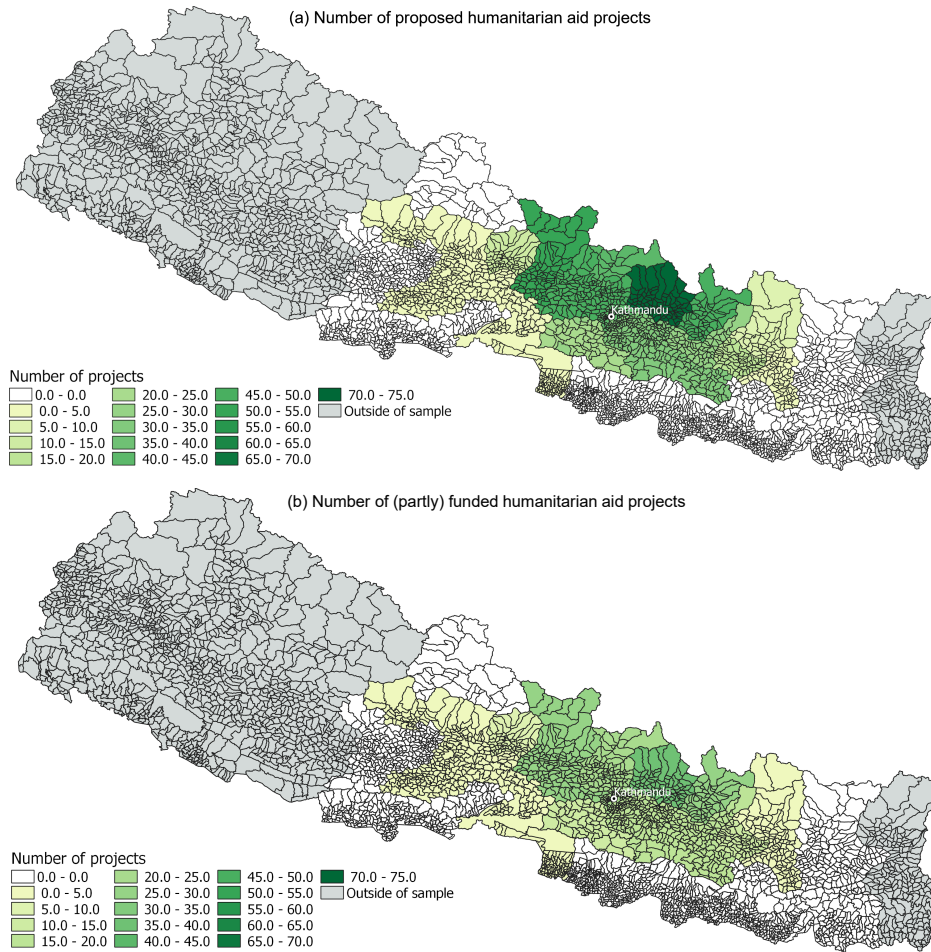 (a) Number of proposed humanitarian aid projects
Kathmandu
Number of projects
0.0 - 0.0 20.0 - 25.0 45.0 - 50.0 70.0 - 75.0
0.0 - 5.0 25.0 - 30.0 50.0 - 55.0 Outside of sample
5.0 - 10.0 30.0 - 35.0 55.0 - 60.0
10.0 - 15.0 35.0 - 40.0 60.0 - 65.0
15.0 - 20.0 40.0 - 45.0 65.0 - 70.0
(b) Number of (partly) funded humanitarian aid projects
Kathmandu
Number of projects
0.0 - 0.0 20.0 - 25.0 45.0 - 50.0 70.0 - 75.0
0.0 - 5.0 25.0 - 30.0 50.0 - 55.0 Outside of sample
5.0 - 10.0 30.0 - 35.0 55.0 - 60.0
10.0 - 15.0 35.0 - 40.0 60.0 - 65.0
15.0 - 20.0 40.0 - 45.0 65.0 - 70.0